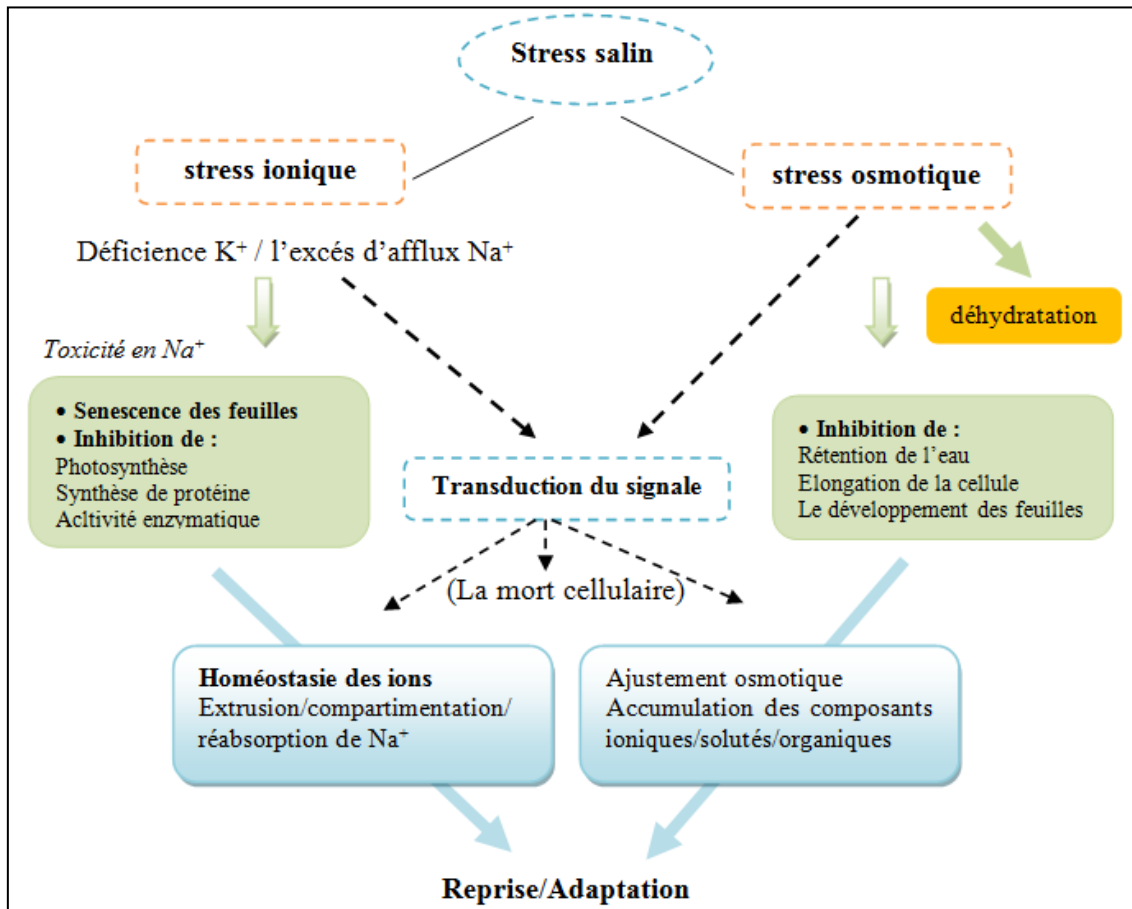 Stress salin
stress ionique
stress osmotique
Déficience K⁺ / l'excés d'afflux Na⁺
déhydratation
Toxicité en Na⁺
• Senescence des feuilles
• Inhibition de :
Photosynthèse
Synthèse de protéine
Acltivité enzymatique
• Inhibition de :
Rétention de l'eau
Elongation de la cellule
Le développement des feuilles
Transduction du signale
(La mort cellulaire)
Homéostasie des ions
Extrusion/compartimentation/
réabsorption de Na⁺
Ajustement osmotique
Accumulation des composants
ioniques/solutés/organiques
Reprise/Adaptation